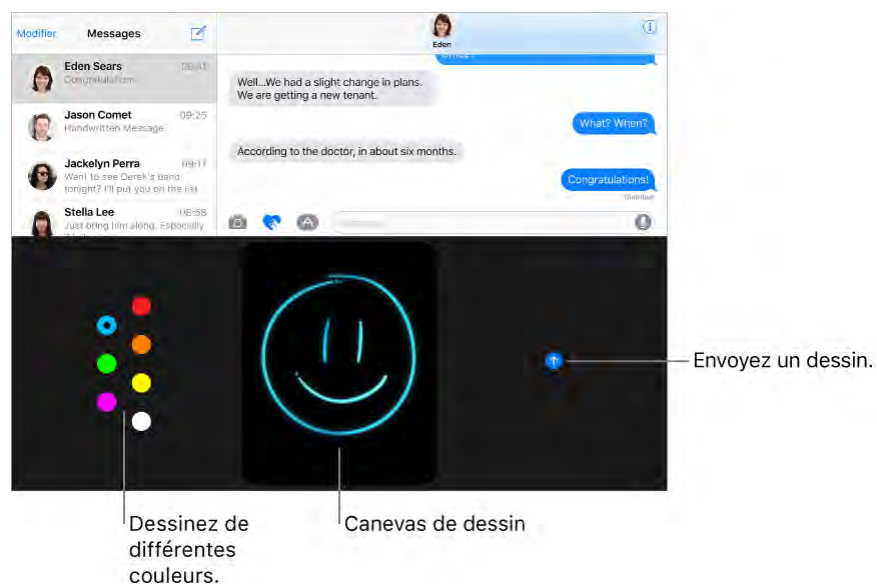 Modifier
Messages
Eden
Eden Sears
09:41
Congratulations!
Well...We had a slight change in plans.
We are getting a new tenant.
Jason Comet
09:25
Handwritten Message
What? When?
According to the doctor, in about six months.
Jackelyn Perra
09:17
Want to see Derek's band
tonight? I'll put you on the list
Congratulations!
Stella Lee
08:58
Just bring him along. Especially
Envoyez un dessin.
Dessinez de
différentes
couleurs.
Canevas de dessin